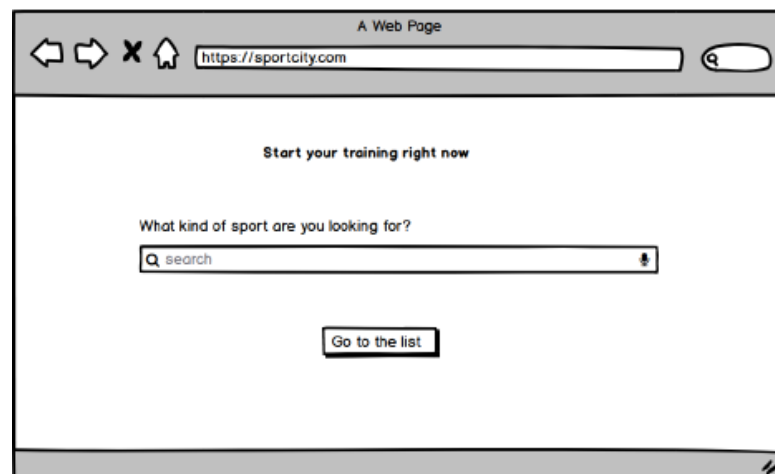 A Web Page
https://sportcity.com
Start your training right now
What kind of sport are you looking for?
search
Go to the list